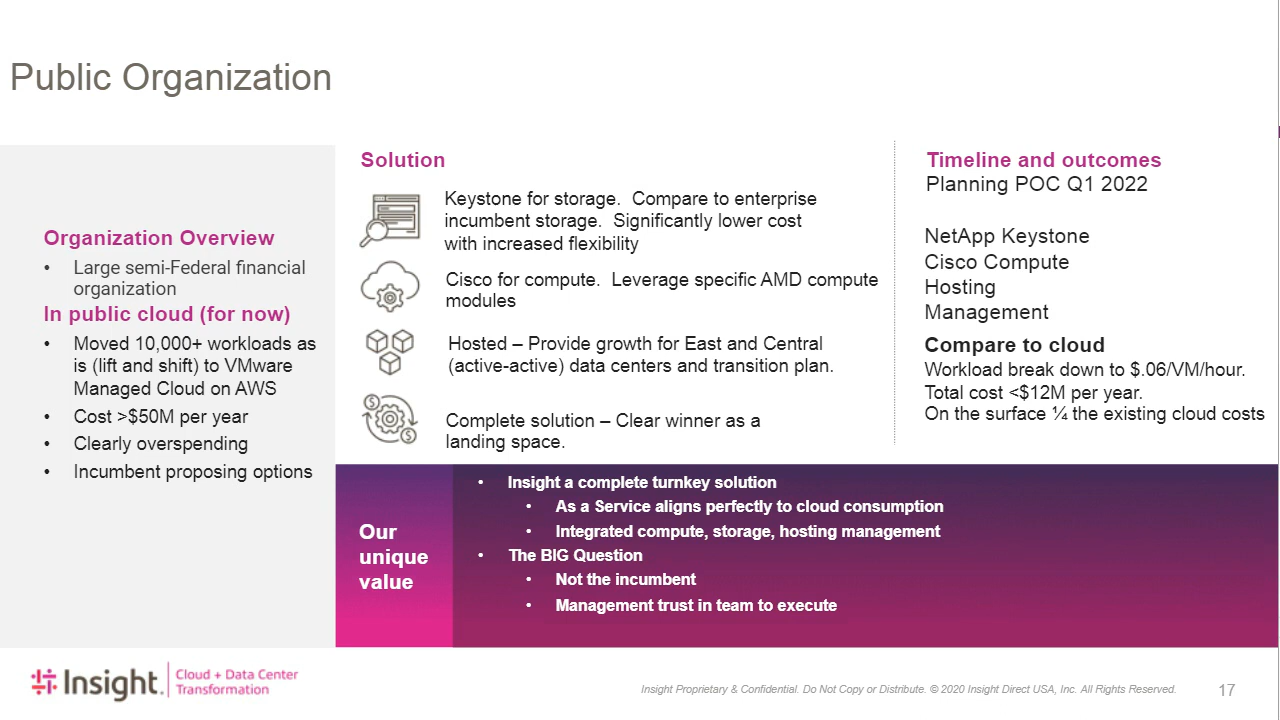 Public Organization
Organization Overview
• Large semi-Federal financial
organization
In public cloud (for now)
• Moved 10,000+ workloads as
is (lift and shift) to VMware
Managed Cloud on AWS
• Cost >$50M per year
• Clearly overspending
• Incumbent proposing options
Solution
Keystone for storage.  Compare to enterprise
incumbent storage.  Significantly lower cost
with increased flexibility
Cisco for compute.  Leverage specific AMD compute
modules
Hosted – Provide growth for East and Central
(active-active) data centers and transition plan.
Complete solution – Clear winner as a
landing space.
Timeline and outcomes
Planning POC Q1 2022
NetApp Keystone
Cisco Compute
Hosting
Management
Compare to cloud
Workload break down to $.06/VM/hour.
Total cost <$12M per year.
On the surface ¼ the existing cloud costs
Our
unique
value
• Insight a complete turnkey solution
• As a Service aligns perfectly to cloud consumption
• Integrated compute, storage, hosting management
• The BIG Question
• Not the incumbent
• Management trust in team to execute
Insight.
Cloud + Data Center
Transformation
Insight Proprietary & Confidential. Do Not Copy or Distribute. © 2020 Insight Direct USA, Inc. All Rights Reserved.
17